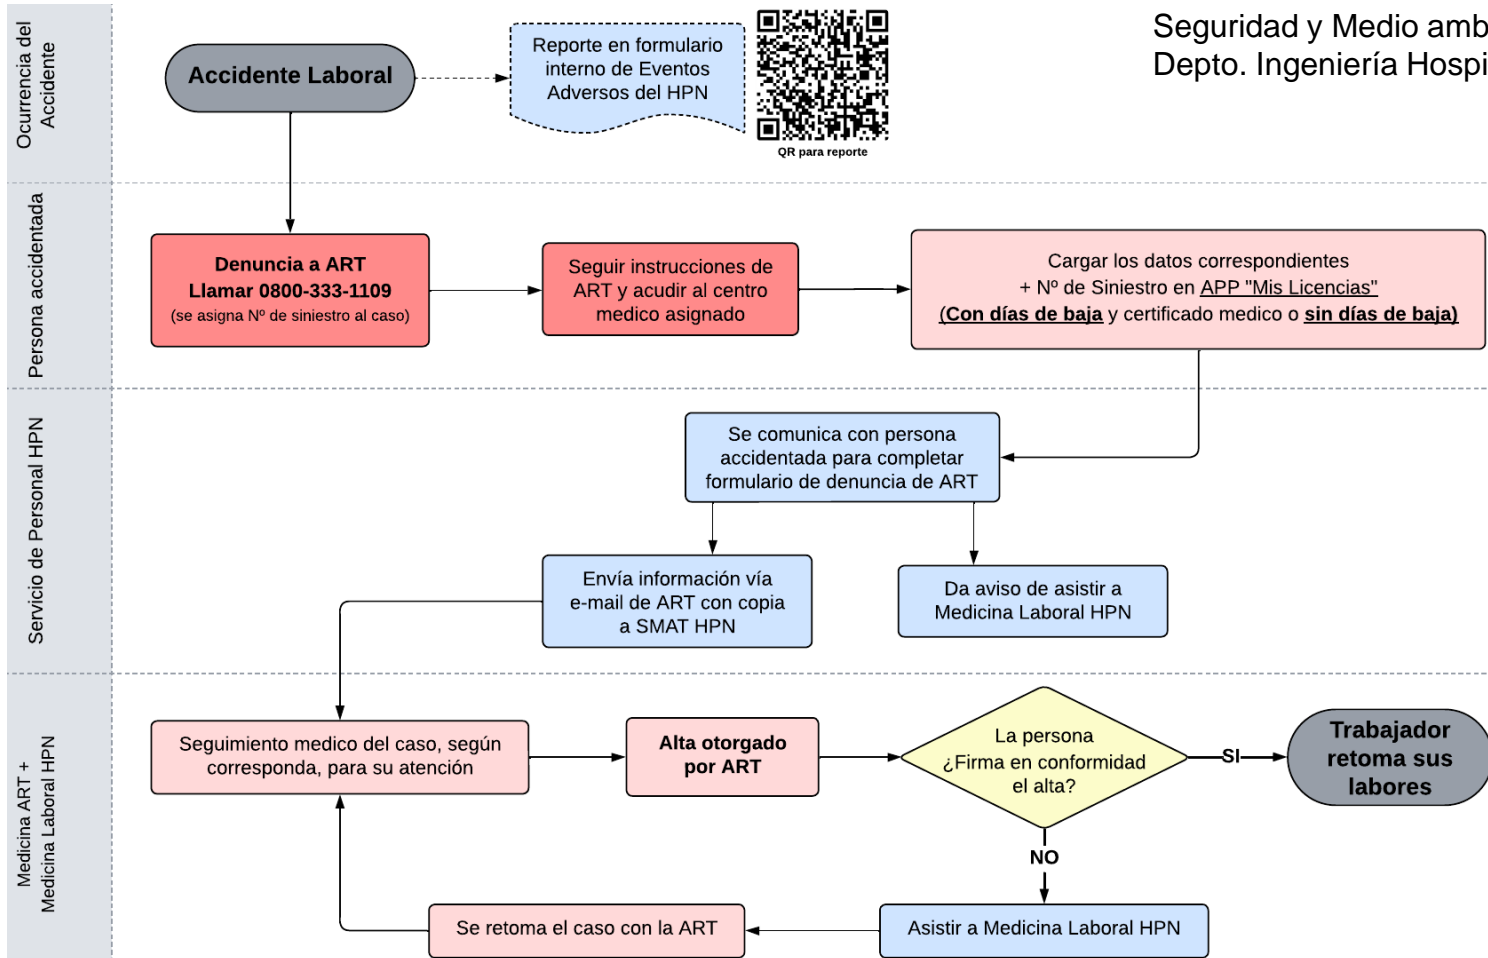 Seguridad y Medio amb
Depto. Ingeniería Hospi
Ocurrencia del
Accidente
Accidente Laboral
Reporte en formulario
interno de Eventos
Adversos del HPN
QR para reporte
Persona accidentada
Denuncia a ART
Llamar 0800-333-1109
(se asigna Nº de siniestro al caso)
Seguir instrucciones de
ART y acudir al centro
medico asignado
Cargar los datos correspondientes
+ Nº de Siniestro en APP "Mis Licencias"
(Con días de baja y certificado medico o sin días de baja)
Servicio de Personal HPN
Se comunica con persona
accidentada para completar
formulario de denuncia de ART
Envía información vía
e-mail de ART con copia
a SMAT HPN
Da aviso de asistir a
Medicina Laboral HPN
Medicina ART +
Medicina Laboral HPN
Seguimiento medico del caso, según
corresponda, para su atención
Alta otorgado
por ART
La persona
¿Firma en conformidad
el alta?
SI
Trabajador
retoma sus
labores
NO
Se retoma el caso con la ART
Asistir a Medicina Laboral HPN